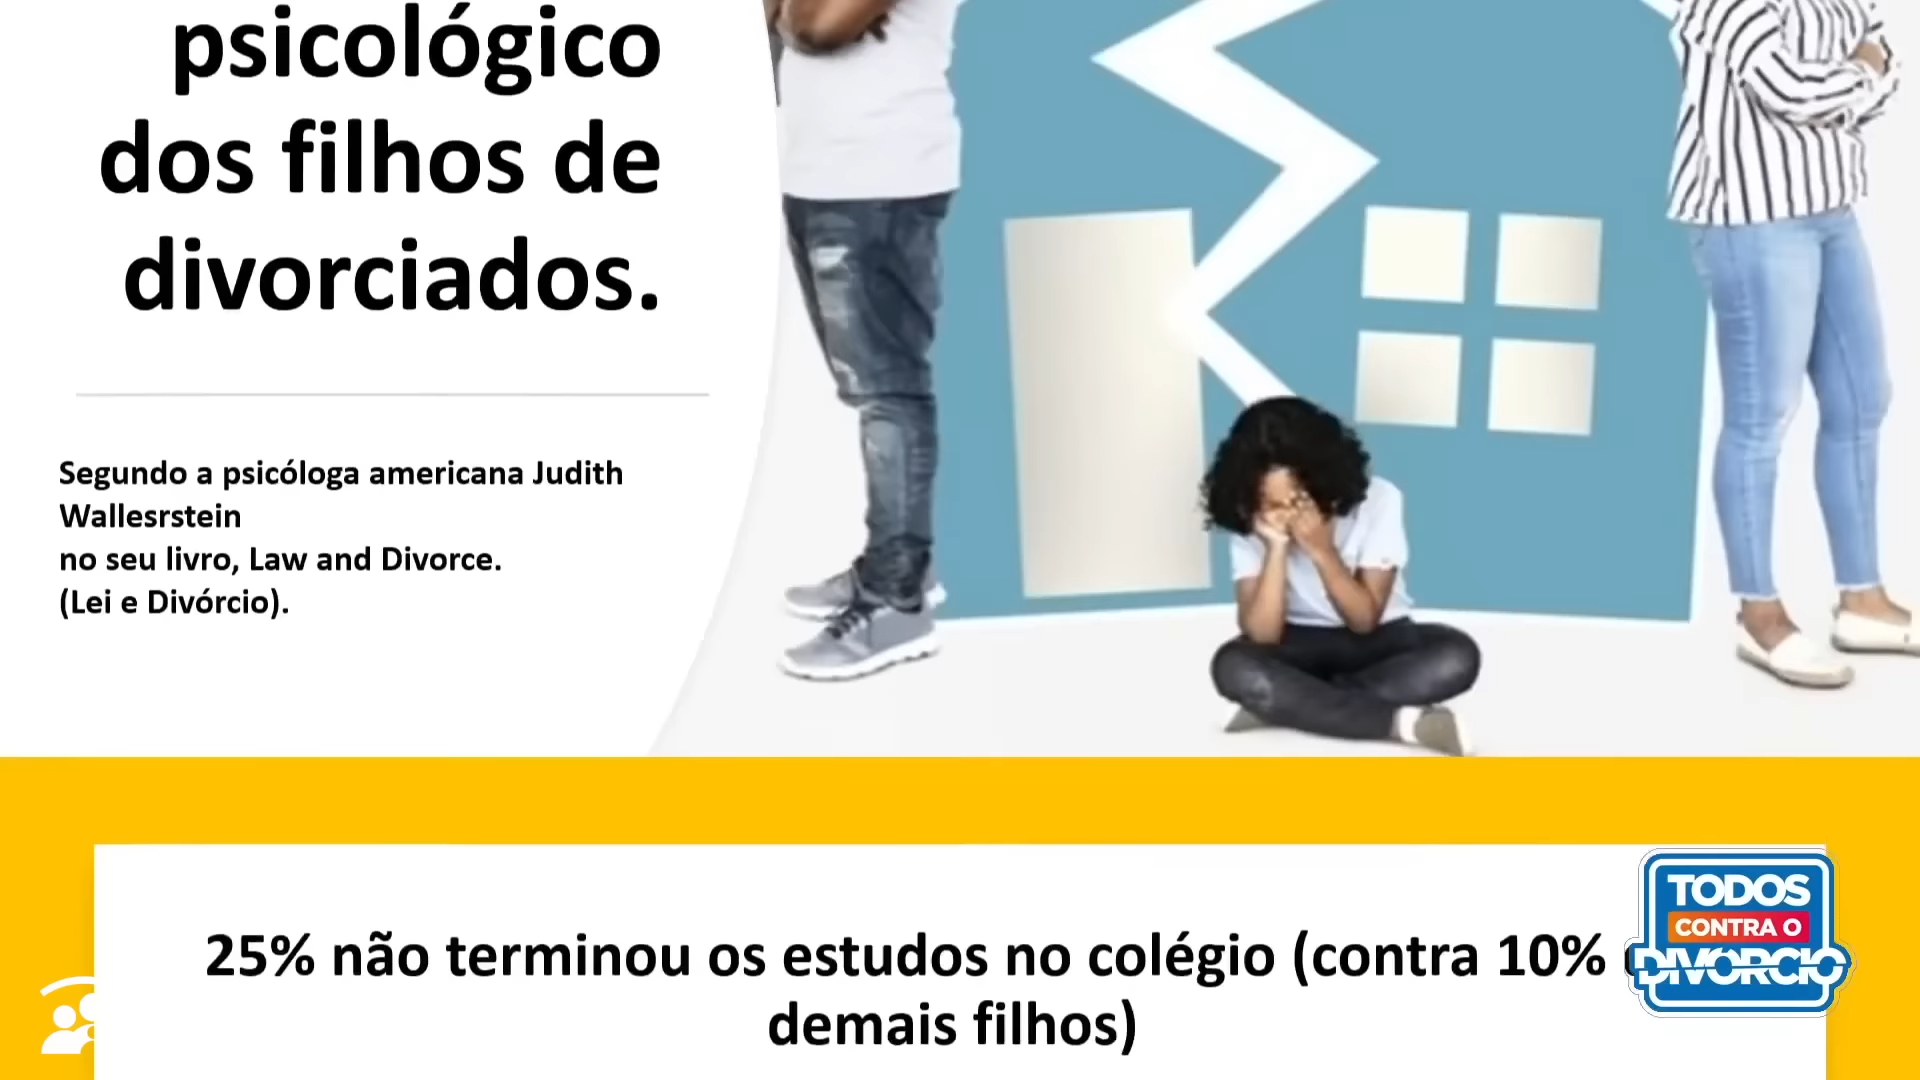 psicológico
dos filhos de
divorciados.
Segundo a psicóloga americana Judith
Wallesrstein
no seu livro, Law and Divorce.
(Lei e Divórcio).
25% não terminou os estudos no colégio (contra 10%
demais filhos)
TODOS
CONTRA O
DIVÓRCIO